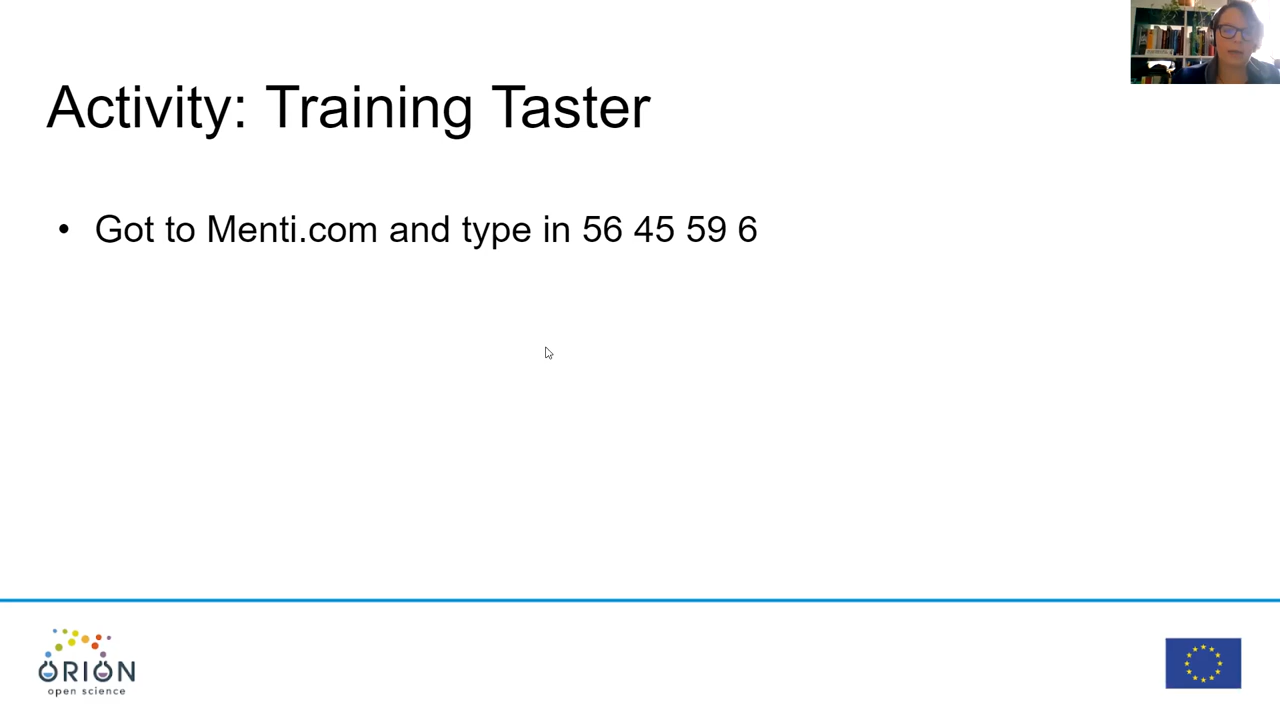 Activity: Training Taster
• Got to Menti.com and type in 56 45 59 6
ORION
open science